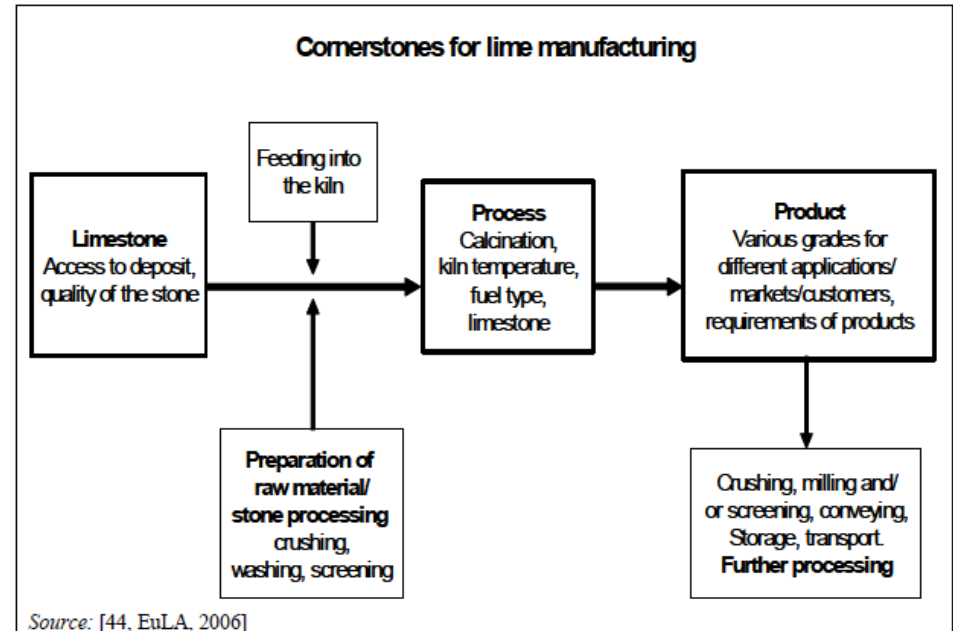 Cornerstones for lime manufacturing
Feeding into
the kiln
Limestone
Access to deposit,
quality of the stone
Process
Calcination,
kiln temperature,
fuel type,
limestone
Product
Various grades for
different applications/
markets/customers,
requirements of products
Preparation of
raw material/
stone processing
crushing,
washing, screening
Crushing, milling and/
or screening, conveying,
Storage, transport.
Further processing
Source: [44, EuLA, 2006]